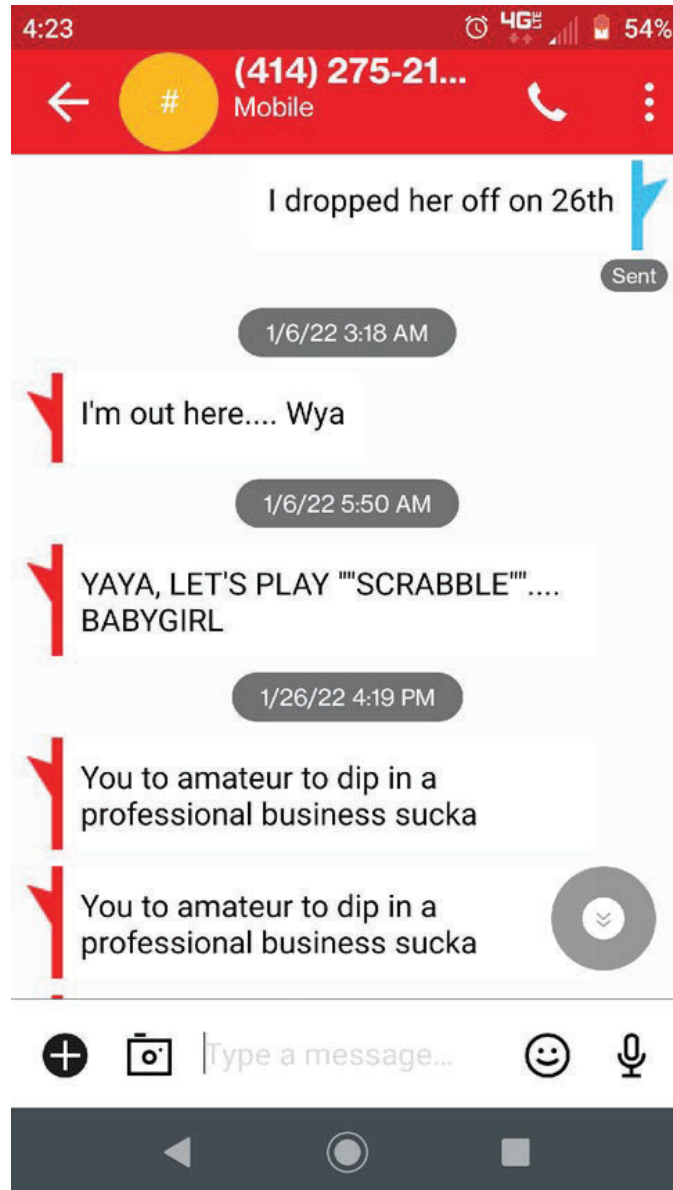 4:23 4GE LTE 54%
(414) 275-21...
#
Mobile
I dropped her off on 26th
Sent
1/6/22 3:18 AM
I'm out here.... Wya
1/6/22 5:50 AM
YAYA, LET'S PLAY ""SCRABBLE""....
BABYGIRL
1/26/22 4:19 PM
You to amateur to dip in a
professional business sucka
You to amateur to dip in a
professional business sucka
Type a message...